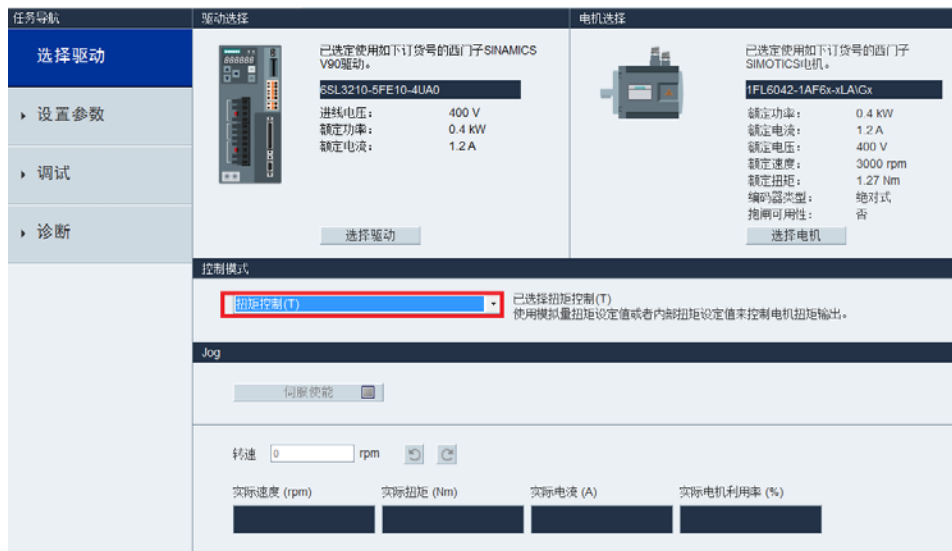 任务导航
驱动选择
电机选择
选择驱动
设置参数
调试
诊断
已选定使用如下订货号的西门子SINAMICS
V90驱动。
6SL3210-5FE10-4UA0
进线电压： 400 V
额定功率： 0.4 kW
额定电流： 1.2 A
选择驱动
已选定使用如下订货号的西门子
SIMOTICS电机。
1FL6042-1AF6x-xLA\Gx
额定功率： 0.4 kW
额定电流： 1.2 A
额定电压： 400 V
额定速度： 3000 rpm
额定扭矩： 1.27 Nm
编码器类型： 绝对式
抱闸可用性： 否
选择电机
控制模式
扭矩控制(T)
已选择扭矩控制(T)
使用模拟量扭矩设定值或者内部扭矩设定值来控制电机扭矩输出。
Jog
伺服使能
转速 0 rpm
实际速度 (rpm) 实际扭矩 (Nm) 实际电流 (A) 实际电机利用率 (%)